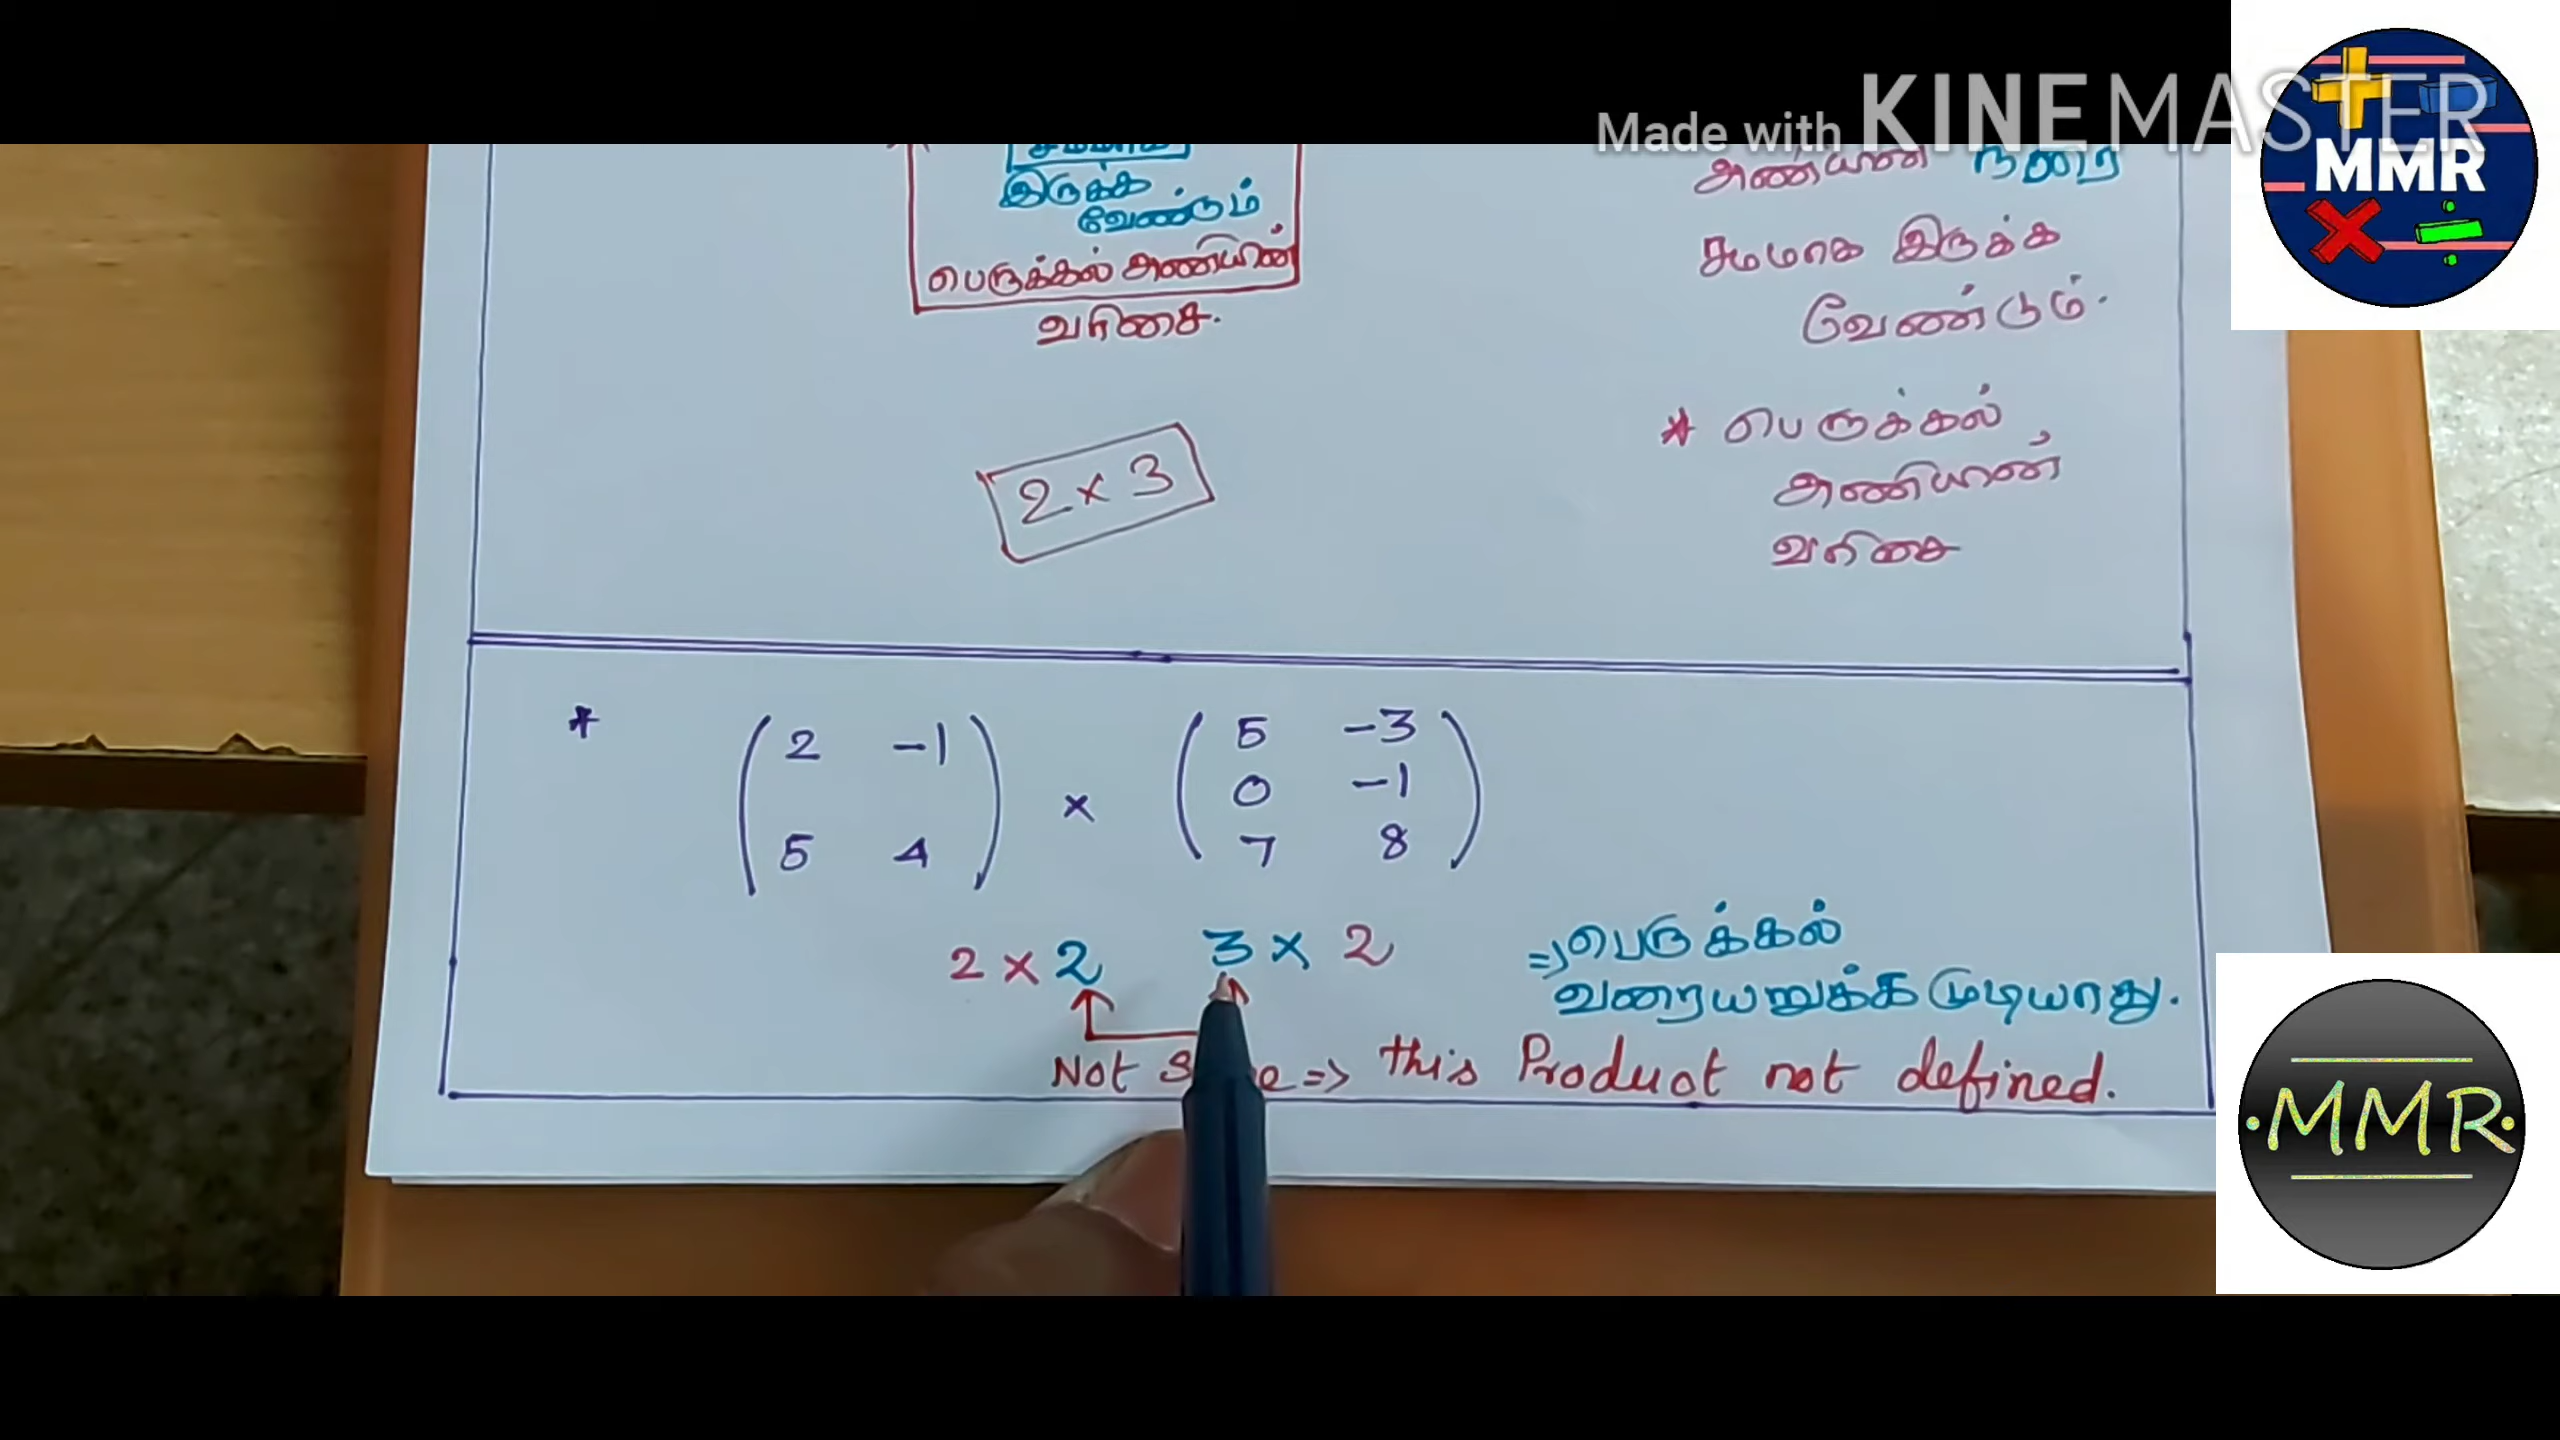 Made with KINEMASTER
MMR
இருக்க
வேண்டும்
பெருக்கல் அணியின்
வரிசை.
2 × 3
அணியின் நிரை
சமமாக இருக்க
வேண்டும்.
* பெருக்கல்
அணியின்
வரிசை
* ( 2 -1 ) × ( 5 -3 )
0 -1
5 4 7 8
2 × 2 3 × 2 => பெருக்கல்
வரையறுக்க முடியாது.
Not => this Product not defined.
MMR